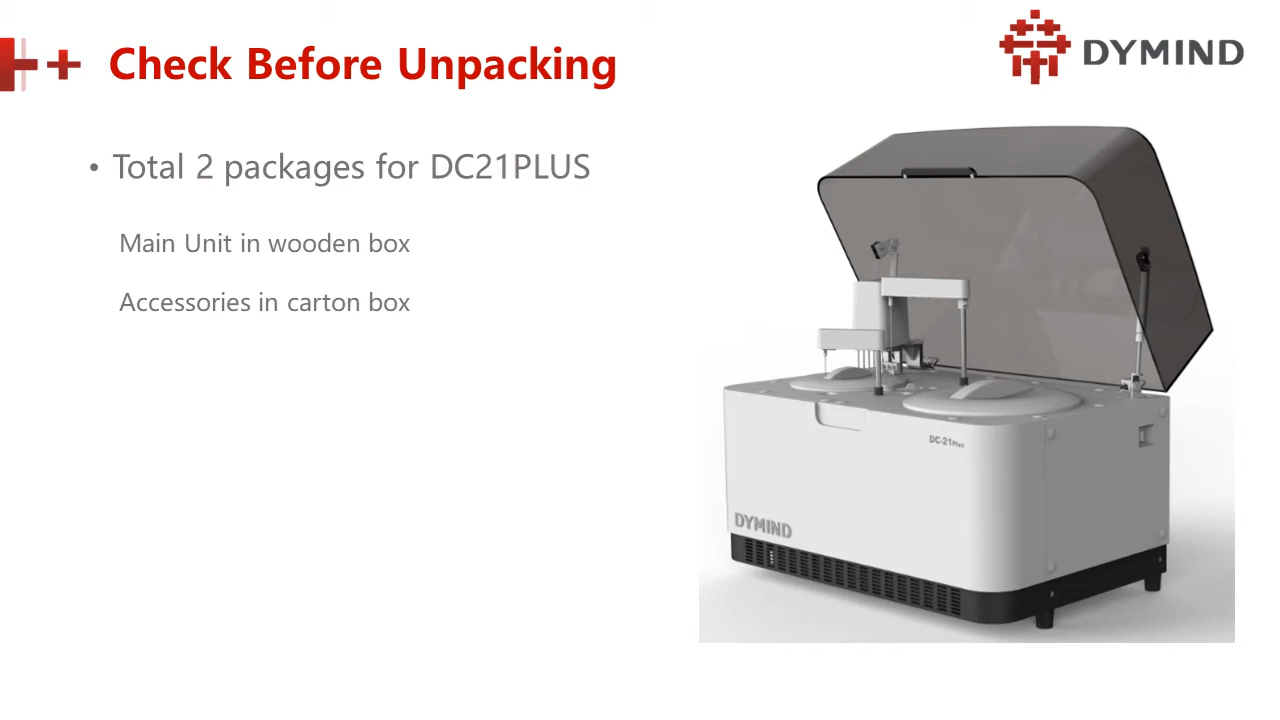 Check Before Unpacking
DYMIND
• Total 2 packages for DC21PLUS
Main Unit in wooden box
Accessories in carton box
DC-21Plus
DYMIND